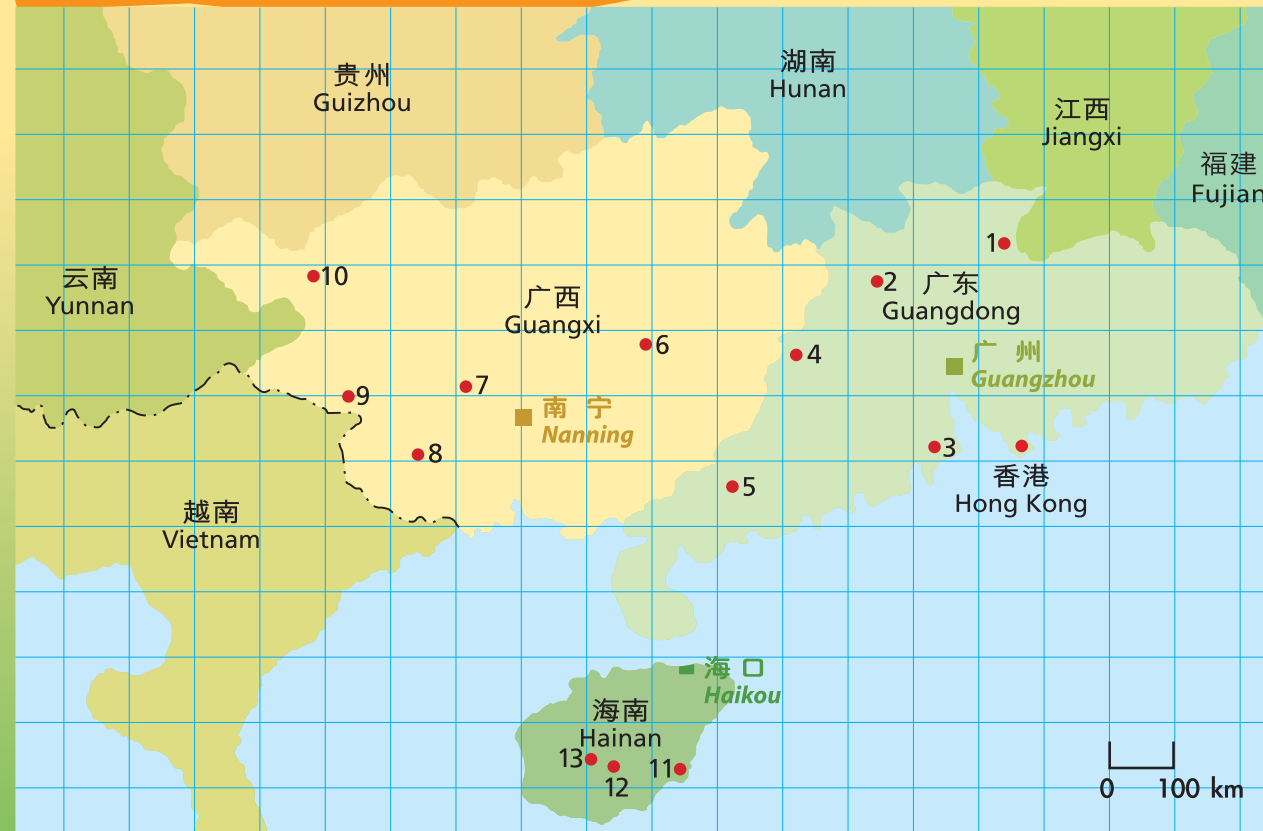 贵州
Guizhou
湖南
Hunan
江西
Jiangxi
福建
Fujian
云南
Yunnan
10
广西
Guangxi
1
2
广东
Guangdong
6
4
广州
Guangzhou
9
7
南宁
Nanning
8
3
5
香港
Hong Kong
越南
Vietnam
海口
Haikou
海南
Hainan
13
12
11
0 100 km